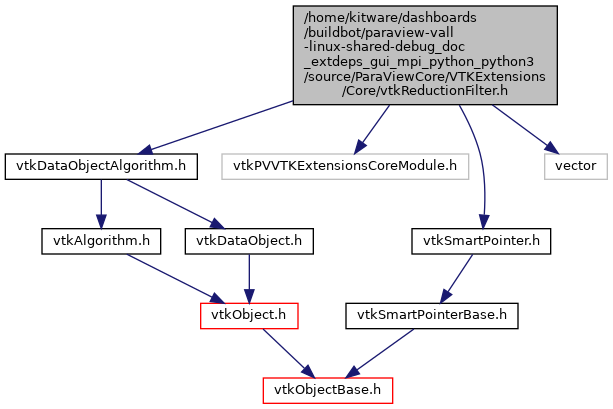 /home/kitware/dashboards
/buildbot/paraview-vall
-linux-shared-debug_doc
_extdeps_gui_mpi_python_python3
/source/ParaViewCore/VTKExtensions
/Core/vtkReductionFilter.h
vtkDataObjectAlgorithm.h
vtkPVVTKExtensionsCoreModule.h
vector
vtkAlgorithm.h
vtkDataObject.h
vtkSmartPointer.h
vtkObject.h
vtkSmartPointerBase.h
vtkObjectBase.h